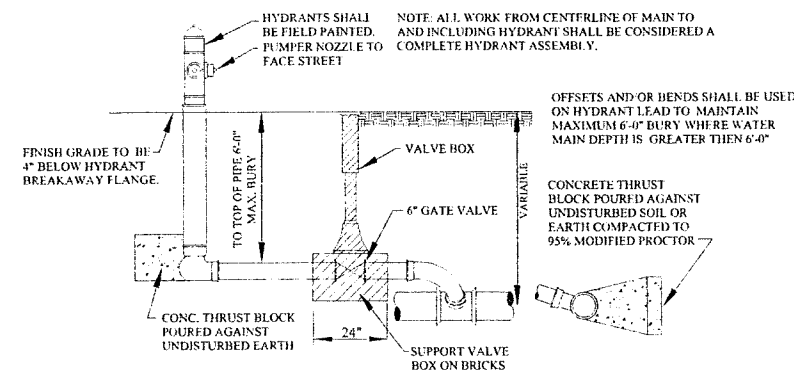 HYDRANTS SHALL
BE FIELD PAINTED.
PUMPER NOZZLE TO
FACE STREET
NOTE: ALL WORK FROM CENTERLINE OF MAIN TO
AND INCLUDING HYDRANT SHALL BE CONSIDERED A
COMPLETE HYDRANT ASSEMBLY.
OFFSETS AND/OR BENDS SHALL BE USED
ON HYDRANT LEAD TO MAINTAIN
MAXIMUM 6'-0" BURY WHERE WATER
MAIN DEPTH IS GREATER THEN 6'-0"
FINISH GRADE TO BE
4" BELOW HYDRANT
BREAKAWAY FLANGE.
TO TOP OF PIPE 6'-0"
MAX. BURY
VALVE BOX
6" GATE VALVE
VARIABLE
CONCRETE THRUST
BLOCK POURED AGAINST
UNDISTURBED SOIL OR
EARTH COMPACTED TO
95% MODIFIED PROCTOR
CONC. THRUST BLOCK
POURED AGAINST
UNDISTURBED EARTH
24"
SUPPORT VALVE
BOX ON BRICKS